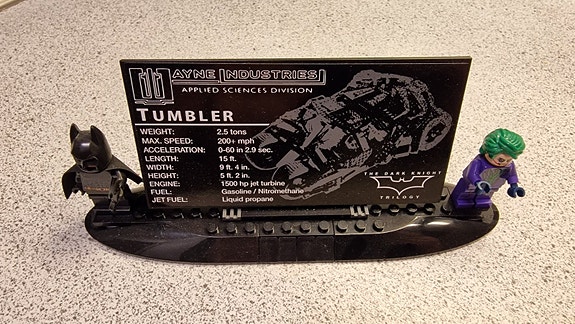 WAYNE INDUSTRIES
APPLIED SCIENCES DIVISION
TUMBLER
WEIGHT: 2.5 tons
MAX. SPEED: 200+ mph
ACCELERATION: 0-60 in 2.9 sec.
LENGTH: 15 ft.
WIDTH: 9 ft. 4 in.
HEIGHT: 5 ft. 2 in.
ENGINE: 1500 hp jet turbine
FUEL: Gasoline / Nitromethane
JET FUEL: Liquid propane
THE DARK KNIGHT
TRILOGY